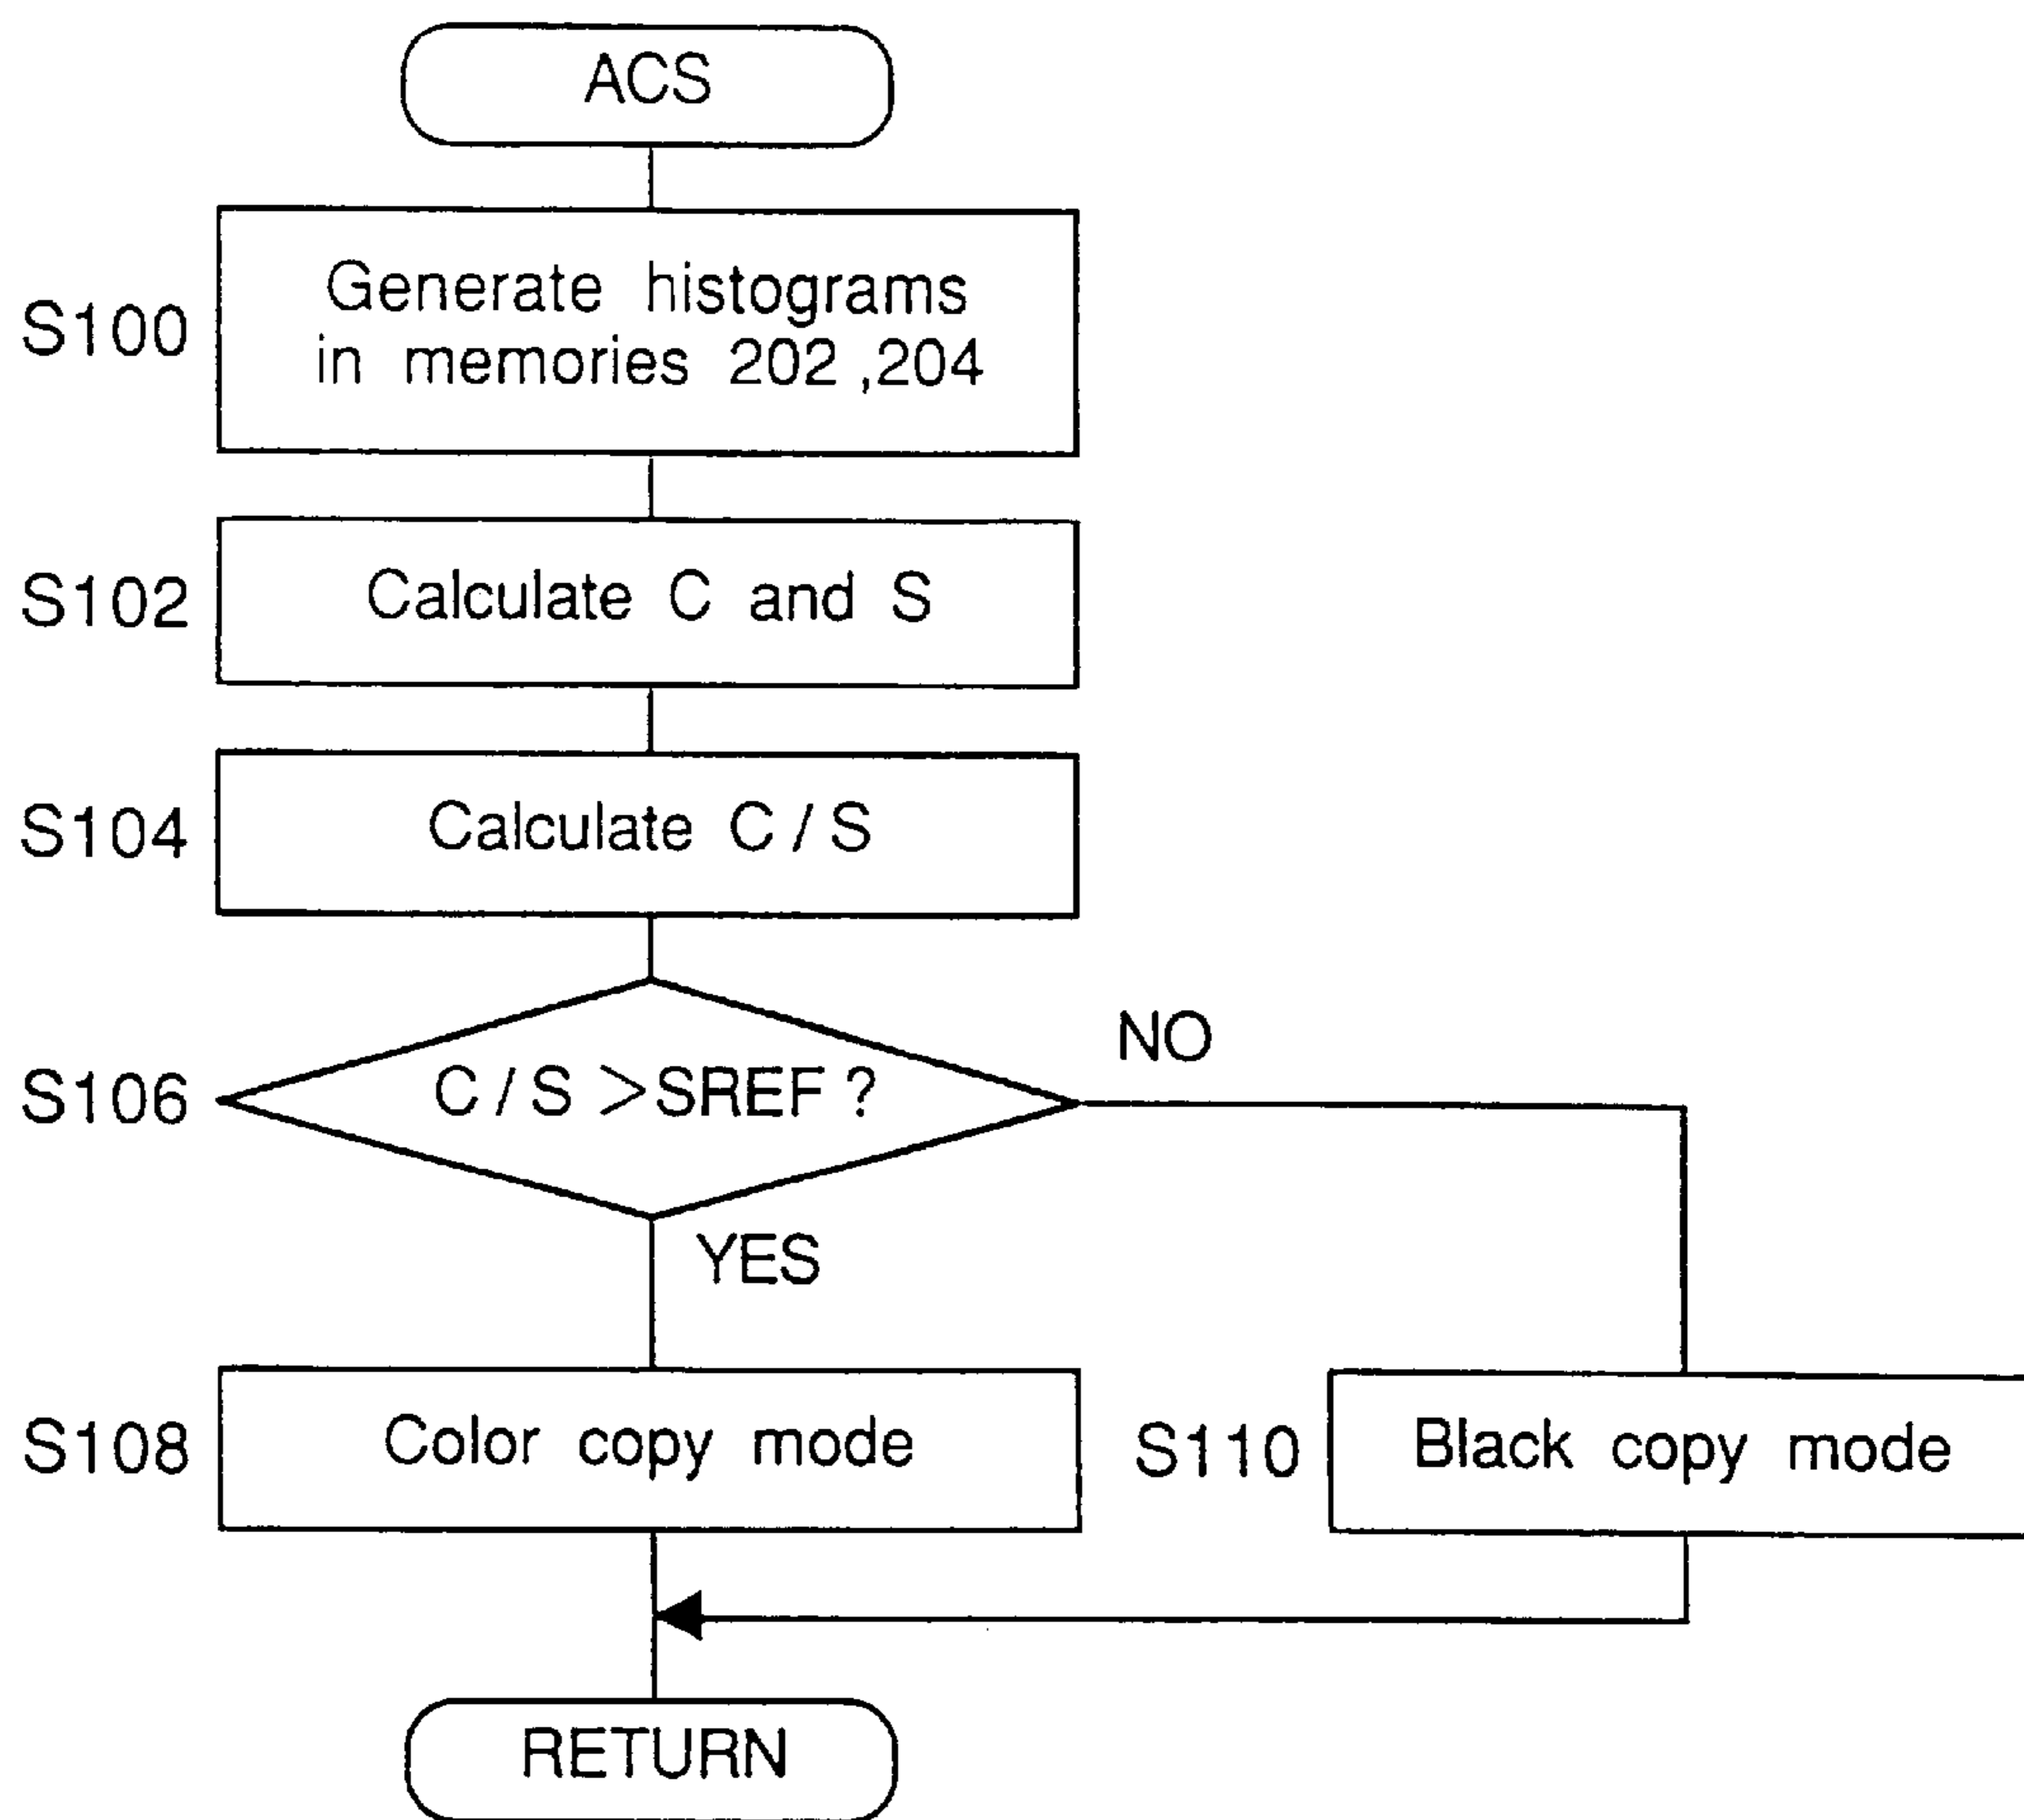 ACS
S100
Generate histograms
in memories 202 ,204
S102
Calculate C and S
S104
Calculate C / S
S106
C / S >SREF ?
NO
YES
S108
Color copy mode
S110
Black copy mode
RETURN